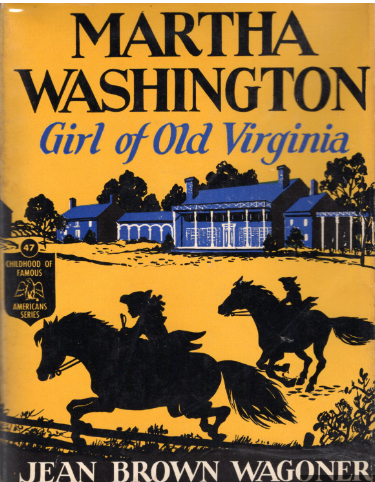 MARTHA
WASHINGTON
Girl of Old Virginia
47
CHILDHOOD OF
FAMOUS
AMERICANS
SERIES
JEAN BROWN WAGONER